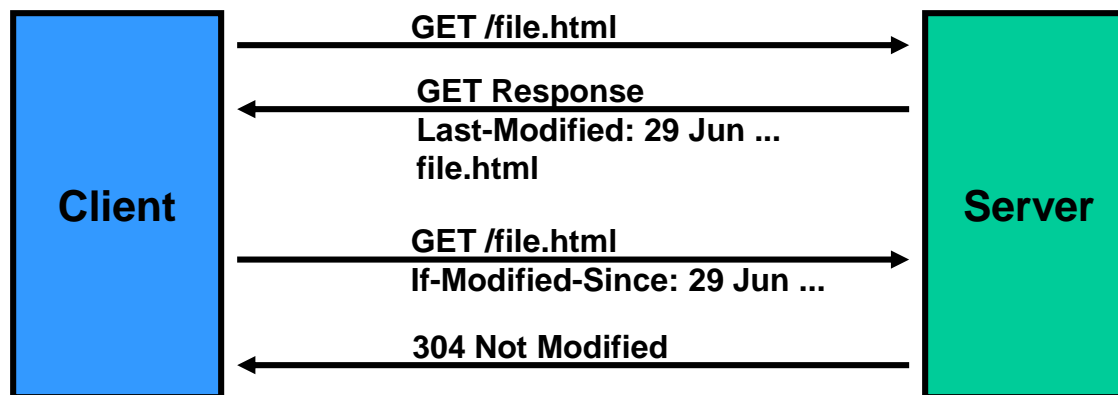 GET /file.html
GET Response
Last-Modified: 29 Jun ...
file.html
Client
Server
GET /file.html
If-Modified-Since: 29 Jun ...
304 Not Modified